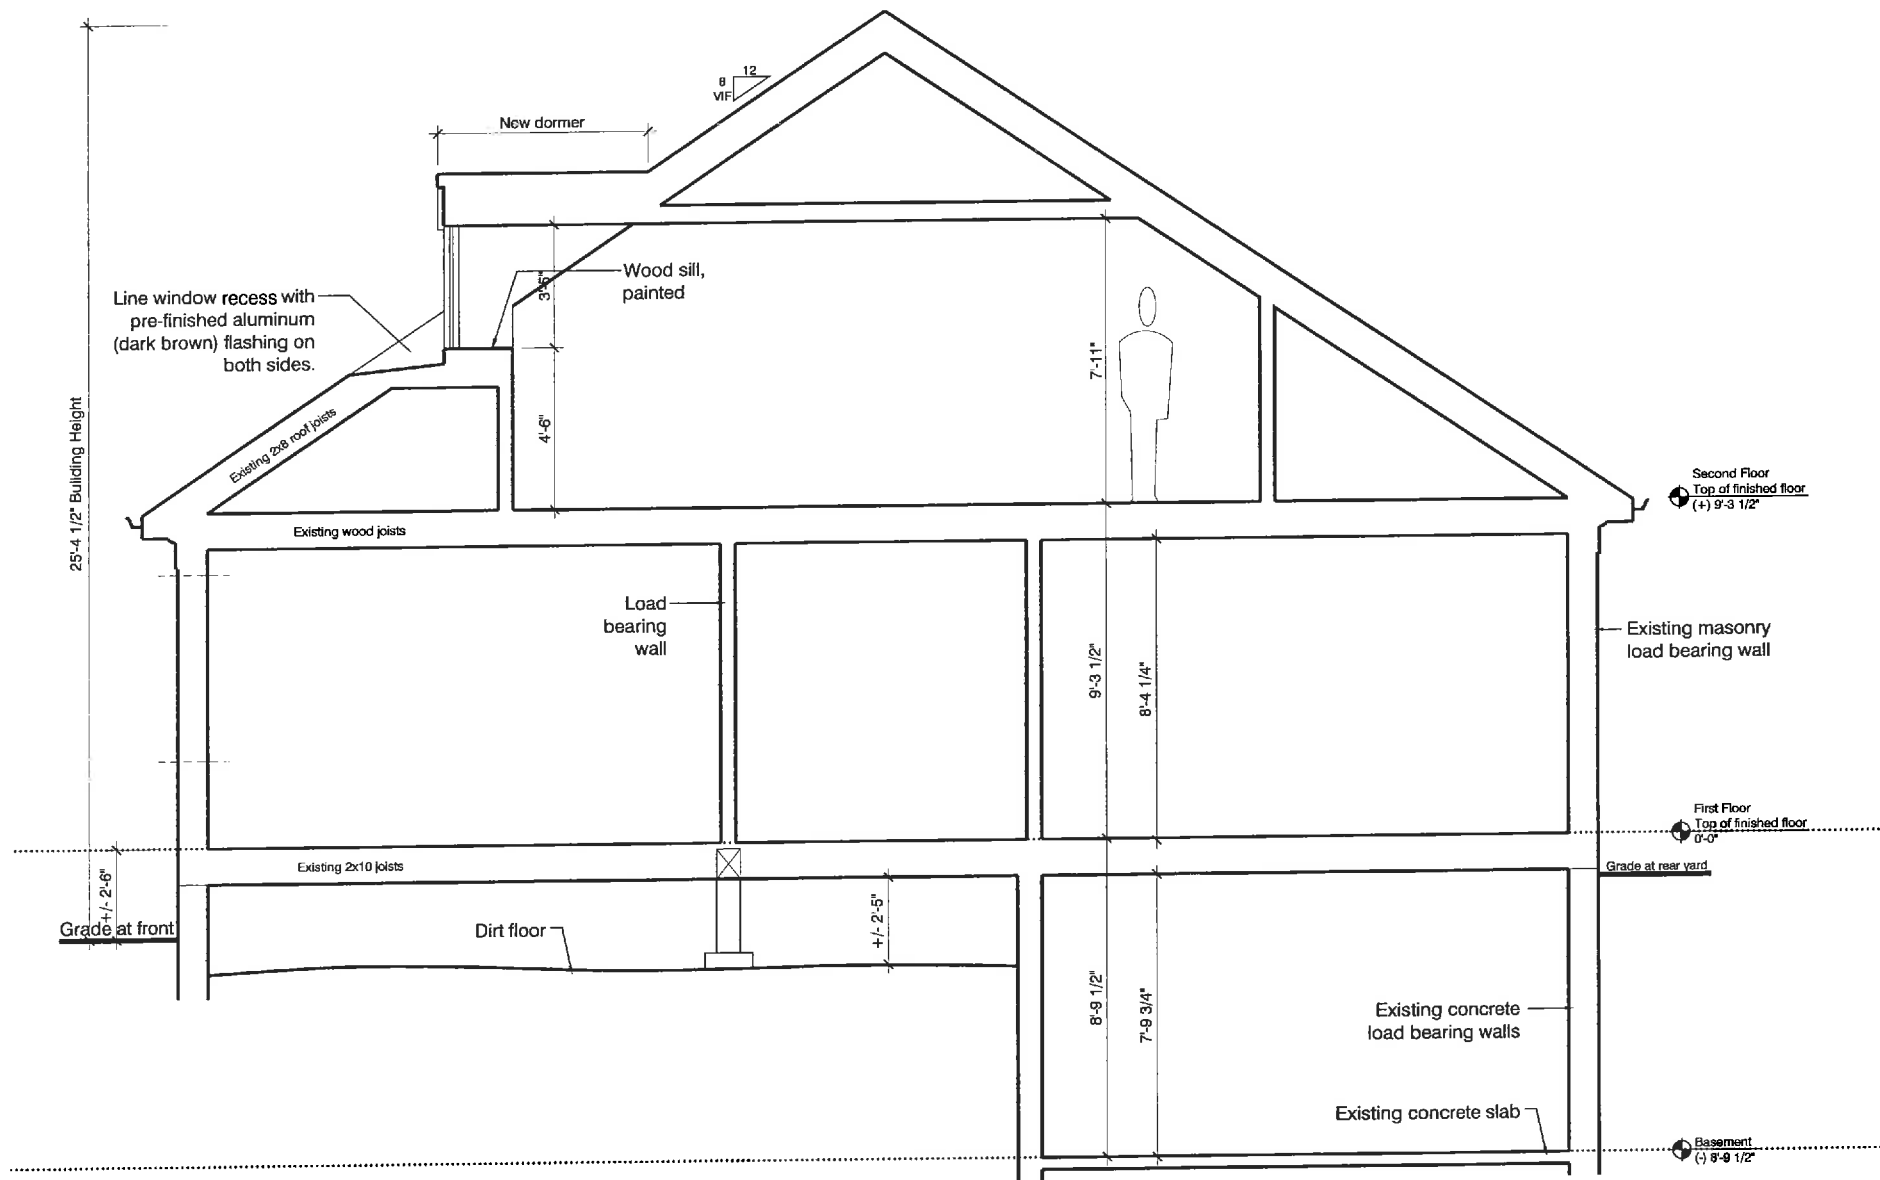 12
8
VIF
New dormer
Wood sill,
painted
3'-6"
Line window recess with
pre-finished aluminum
(dark brown) flashing on
both sides.
7'-11"
4'-6"
25'-4 1/2" Building Height
Existing 2x8 roof joists
Second Floor
Top of finished floor
(+) 9'-3 1/2"
Existing wood joists
Load
bearing
wall
Existing masonry
load bearing wall
9'-3 1/2"
8'-4 1/4"
First Floor
Top of finished floor
0'-0"
Existing 2x10 joists
Grade at rear yard
+/- 2'-6"
Grade at front
Dirt floor
+/- 2'-5"
8'-9 1/2"
7'-9 3/4"
Existing concrete
load bearing walls
Existing concrete slab
Basement
(-) 8'-9 1/2"